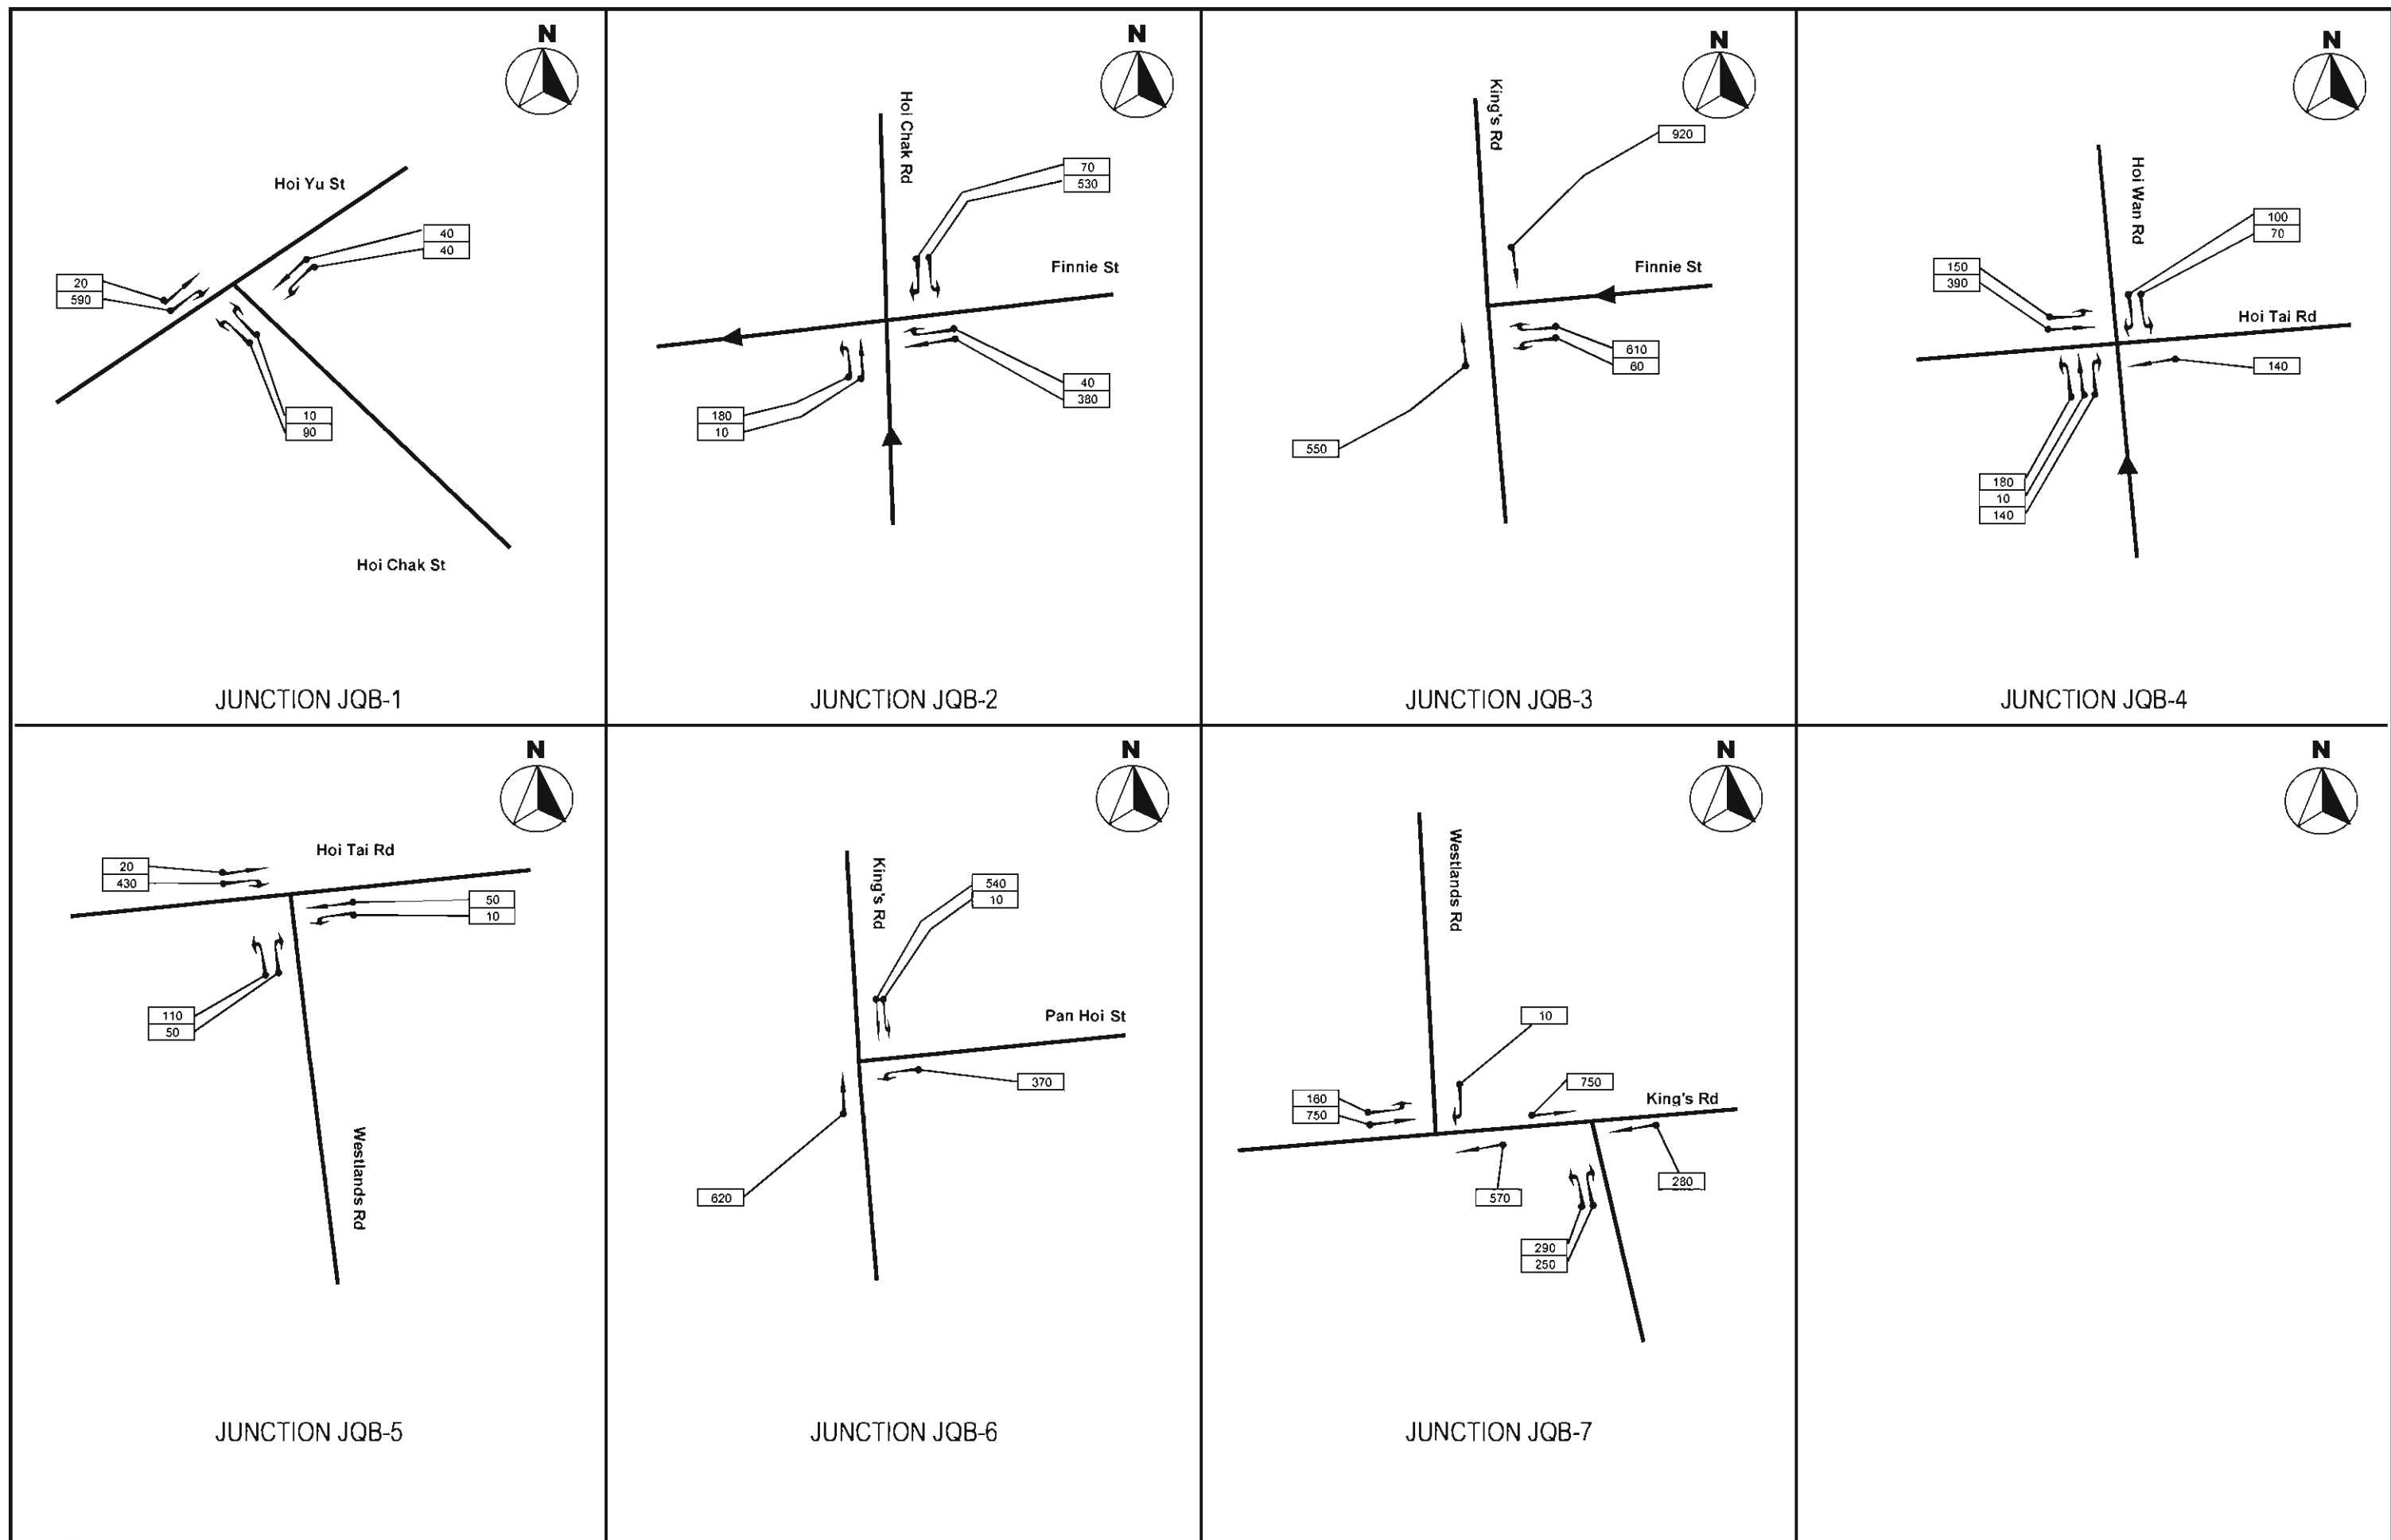 N
Hoi Yu St
40
40
20
590
10
90
Hoi Chak St
JUNCTION JQB-1
N
Hoi Chak Rd
70
530
Finnie St
40
380
180
10
JUNCTION JQB-2
N
King's Rd
920
Finnie St
610
60
550
JUNCTION JQB-3
N
Hoi Wan Rd
100
70
150
390
Hoi Tai Rd
140
180
10
140
JUNCTION JQB-4
N
Hoi Tai Rd
20
430
50
10
110
50
Westlands Rd
JUNCTION JQB-5
N
King's Rd
540
10
Pan Hoi St
370
620
JUNCTION JQB-6
N
Westlands Rd
10
750
160
750
King's Rd
280
570
290
250
JUNCTION JQB-7
N